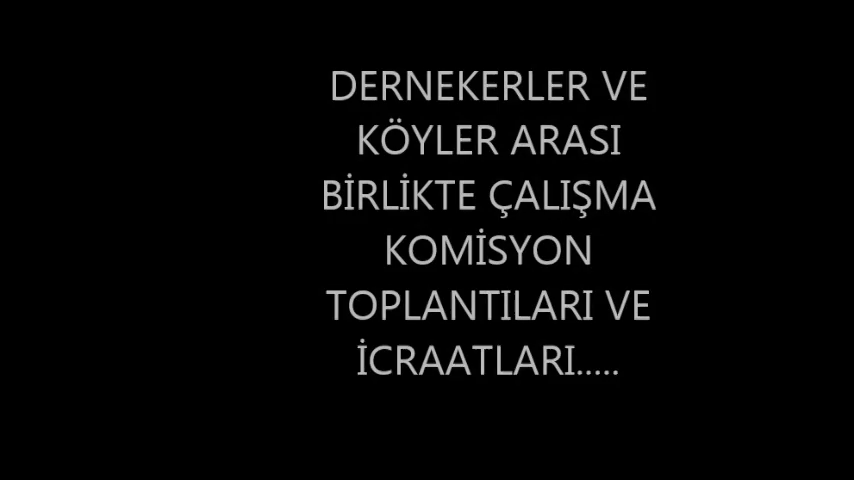 DERNEKERLER VE
KÖYLER ARASI
BİRLİKTE ÇALIŞMA
KOMİSYON
TOPLANTILARI VE
İCRAATLARI.....